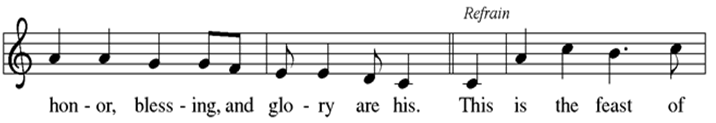 Refrain
hon - or, bless - ing, and glo - ry are his. This is the feast of